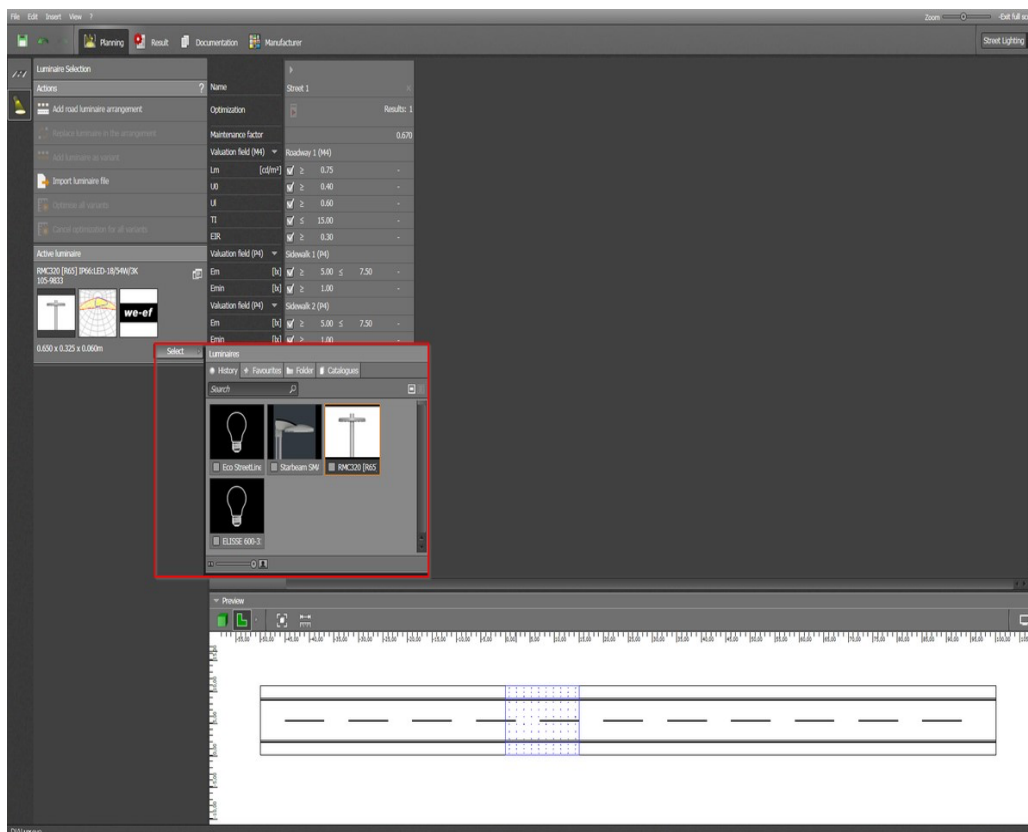 File Edit Insert View ?
Zoom
Exit full sc
Planning
Result
Documentation
Manufacturer
Street Lighting
Luminaire Selection
Actions ?
Add road luminaire arrangement
Replace luminaire in the arrangement
Add luminaire as variant
Import luminaire file
Optimise all variants
Cancel optimization for all variants
Active luminaire
RMC320 [R65] IP66:LED-18/54W/3K
105-9833
we-ef
0.650 x 0.325 x 0.060m
Select
Name Street 1
Optimization Results: 1
Maintenance factor 0.670
Valuation field (M4) Roadway 1 (M4)
Lm [cd/m²] ≥ 0.75 -
U0 ≥ 0.40 -
UI ≥ 0.60 -
TI ≤ 15.00 -
EIR ≥ 0.30 -
Valuation field (P4) Sidewalk 1 (P4)
Em [lx] ≥ 5.00 ≤ 7.50 -
Emin [lx] ≥ 1.00 -
Valuation field (P4) Sidewalk 2 (P4)
Em [lx] ≥ 5.00 ≤ 7.50 -
Emin [lx] ≥ 1.00
Luminaires
History Favourites Folder Catalogues
Search
Eco StreetLine
Starbeam SMA
RMC320 [R65
ELISSE 600-3:
Preview